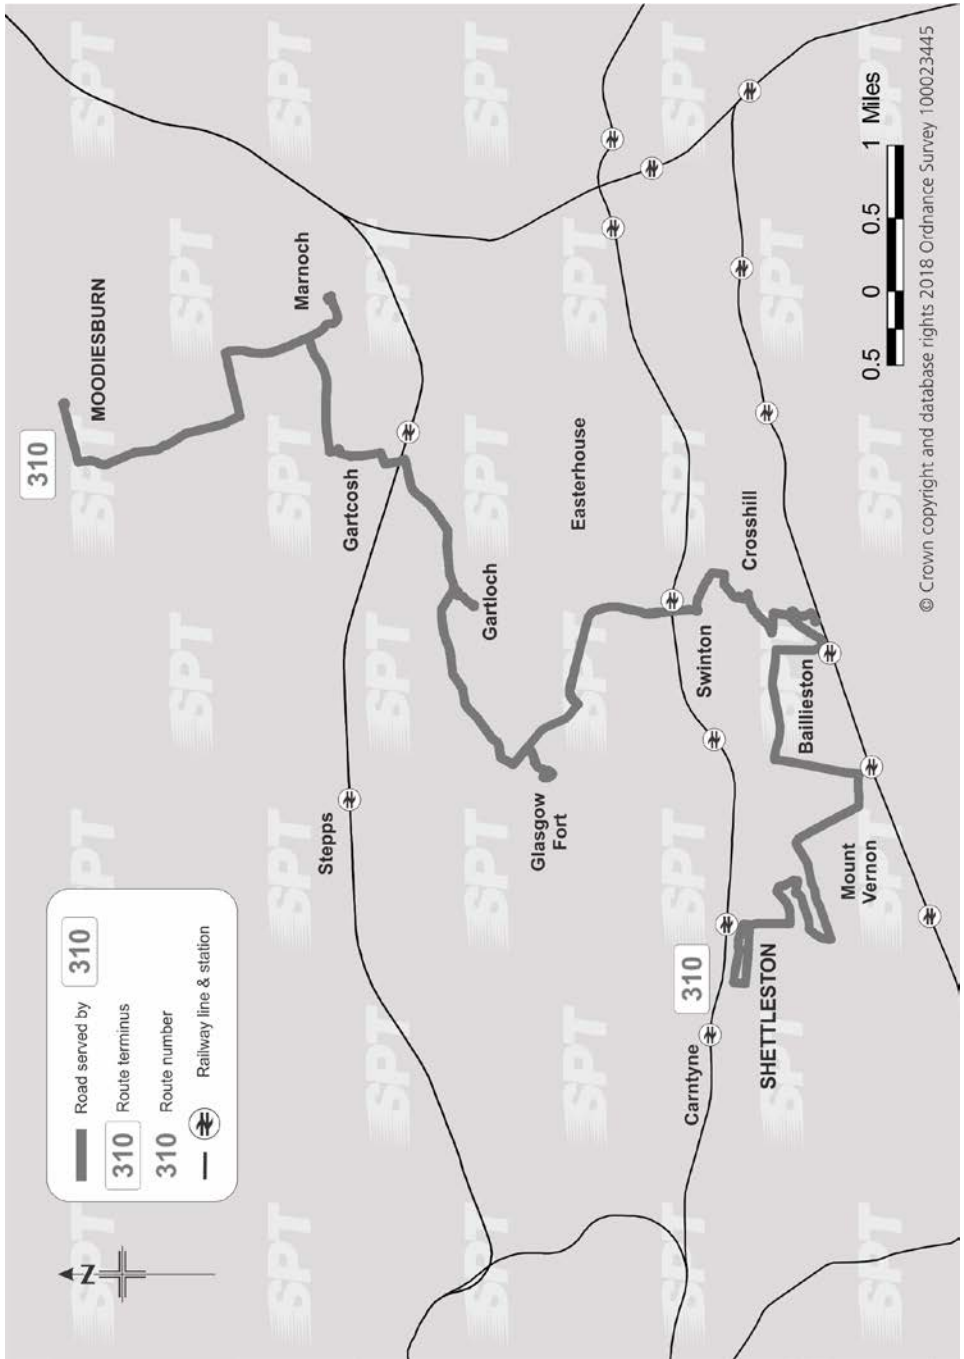 N
Road served by 310
310 Route terminus
310 Route number
Railway line & station
310
MOODIESBURN
Marnoch
Stepps
Gartcosh
Gartloch
Glasgow
Fort
Easterhouse
310
Carntyne
Swinton
Crosshill
SHETTLESTON
Baillieston
Mount
Vernon
0.5 0 0.5 1 Miles
© Crown copyright and database rights 2018 Ordnance Survey 100023445
SPT